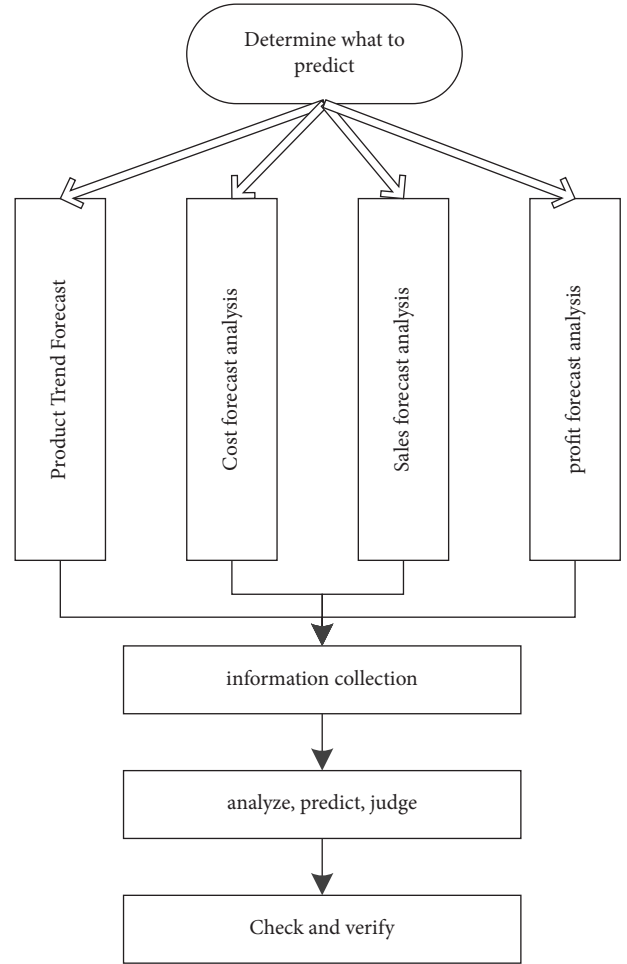 Determine what to
predict
Product Trend Forecast
Cost forecast analysis
Sales forecast analysis
profit forecast analysis
information collection
analyze, predict, judge
Check and verify